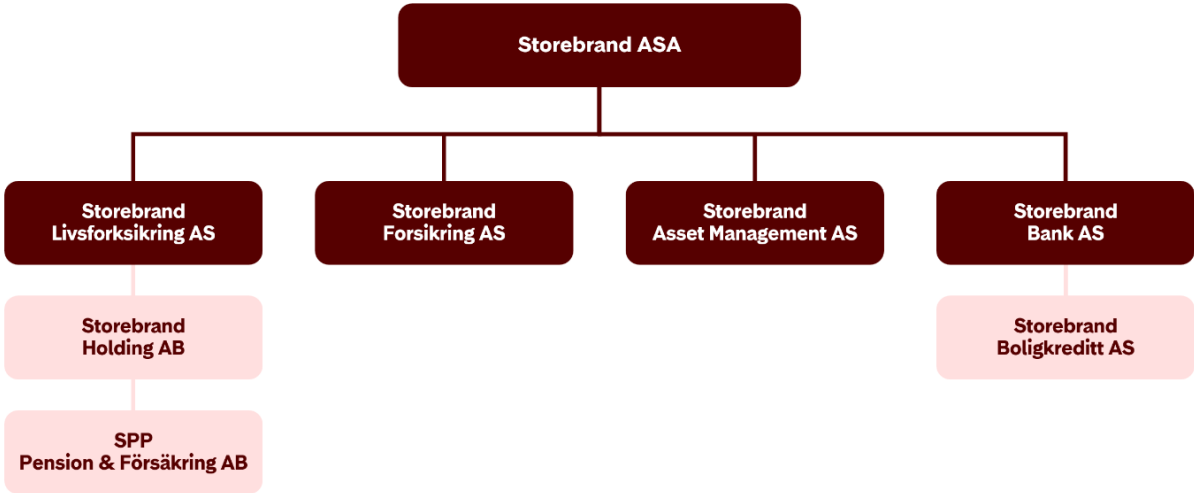 Storebrand ASA
Storebrand
Livsforksikring AS
Storebrand
Forsikring AS
Storebrand
Asset Management AS
Storebrand
Bank AS
Storebrand
Holding AB
Storebrand
Boligkreditt AS
SPP
Pension & Försäkring AB